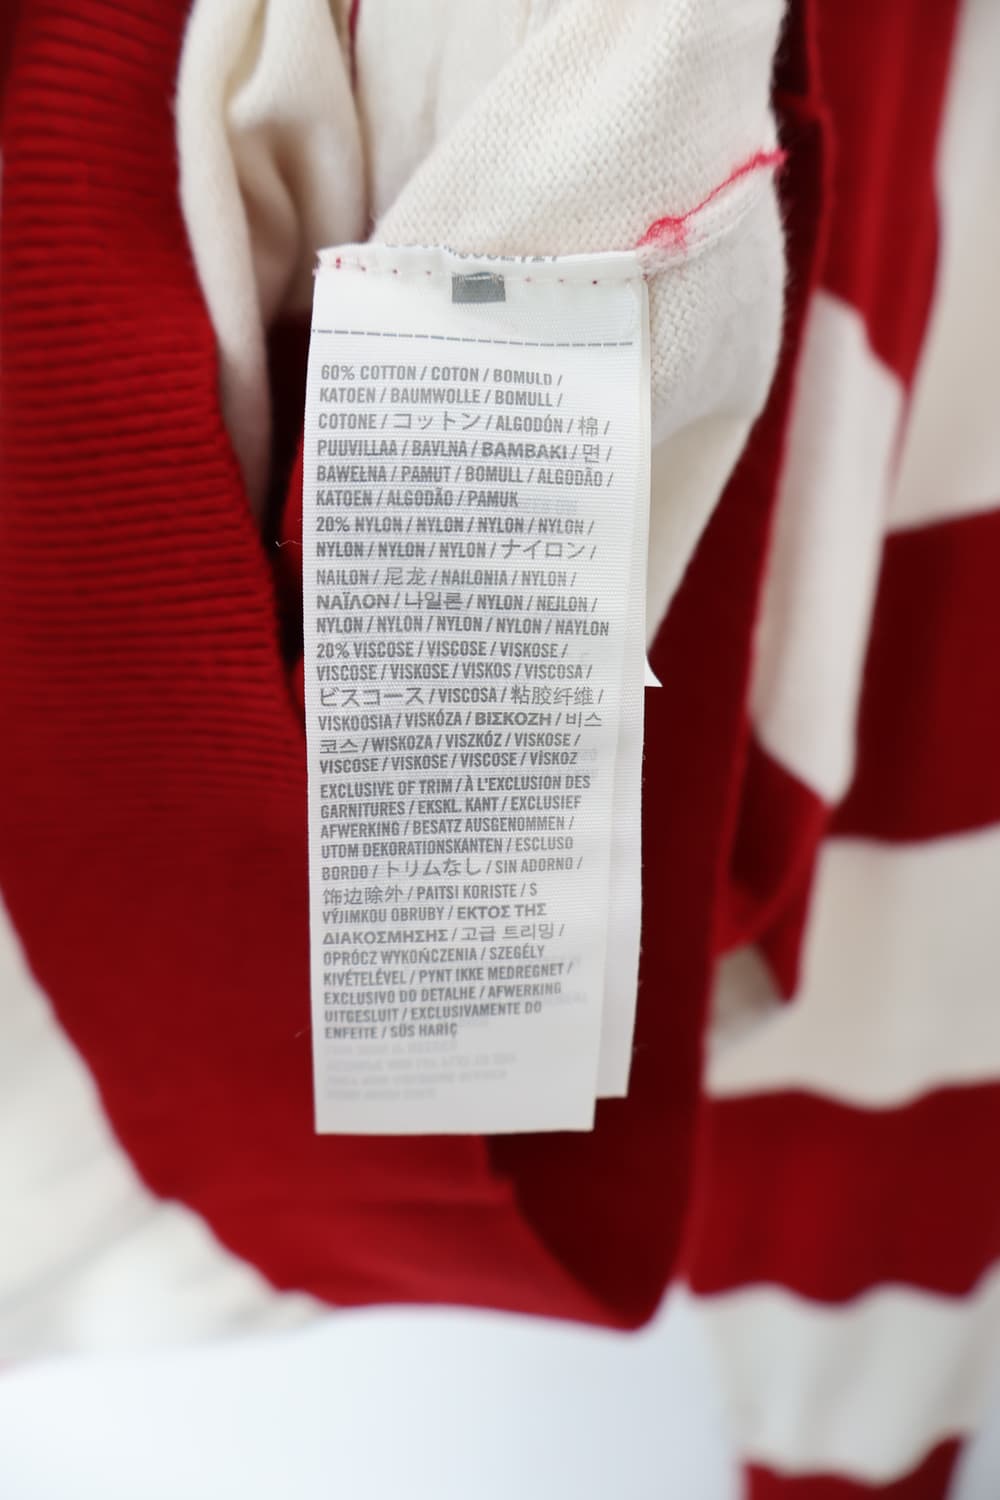 60% COTTON / COTON / BOMULD /
KATOEN / BAUMWOLLE / BOMULL /
COTONE / コットン / ALGODÓN / 棉 /
PUUVILLAA / BAVLNA / BAMBAKI / 면 /
BAWEŁNA / PAMUT / BOMULL / ALGODÃO /
KATOEN / ALGODÃO / PAMUK
20% NYLON / NYLON / NYLON / NYLON /
NYLON / NYLON / NYLON / ナイロン /
NAILON / 尼龙 / NAILONIA / NYLON /
ΝΑΪΛΟΝ / 나일론 / NYLON / NEJLON /
NYLON / NYLON / NYLON / NYLON / NAYLON
20% VISCOSE / VISCOSE / VISKOSE /
VISCOSE / VISKOSE / VISKOS / VISCOSA /
ビスコース / VISCOSA / 粘胶纤维 /
VISKOOSIA / VISKÓZA / ΒΙΣΚΟΖΗ / 비스
코스 / WISKOZA / VISZKÓZ / VISKOSE /
VISCOSE / VISKOSE / VISCOSE / VİSKOZ
EXCLUSIVE OF TRIM / À L'EXCLUSION DES
GARNITURES / EKSKL. KANT / EXCLUSIEF
AFWERKING / BESATZ AUSGENOMMEN /
UTOM DEKORATIONSKANTEN / ESCLUSO
BORDO / トリムなし / SIN ADORNO /
饰边除外 / PAITSI KORISTE / S
VÝJIMKOU OBRUBY / ΕΚΤΟΣ ΤΗΣ
ΔΙΑΚΟΣΜΗΣΗΣ / 고급 트리밍 /
OPRÓCZ WYKOŃCZENIA / SZEGÉLY
KIVÉTELÉVEL / PYNT IKKE MEDREGNET /
EXCLUSIVO DO DETALHE / AFWERKING
UITGESLUIT / EXCLUSIVAMENTE DO
ENFEITE / SÜS HARİÇ